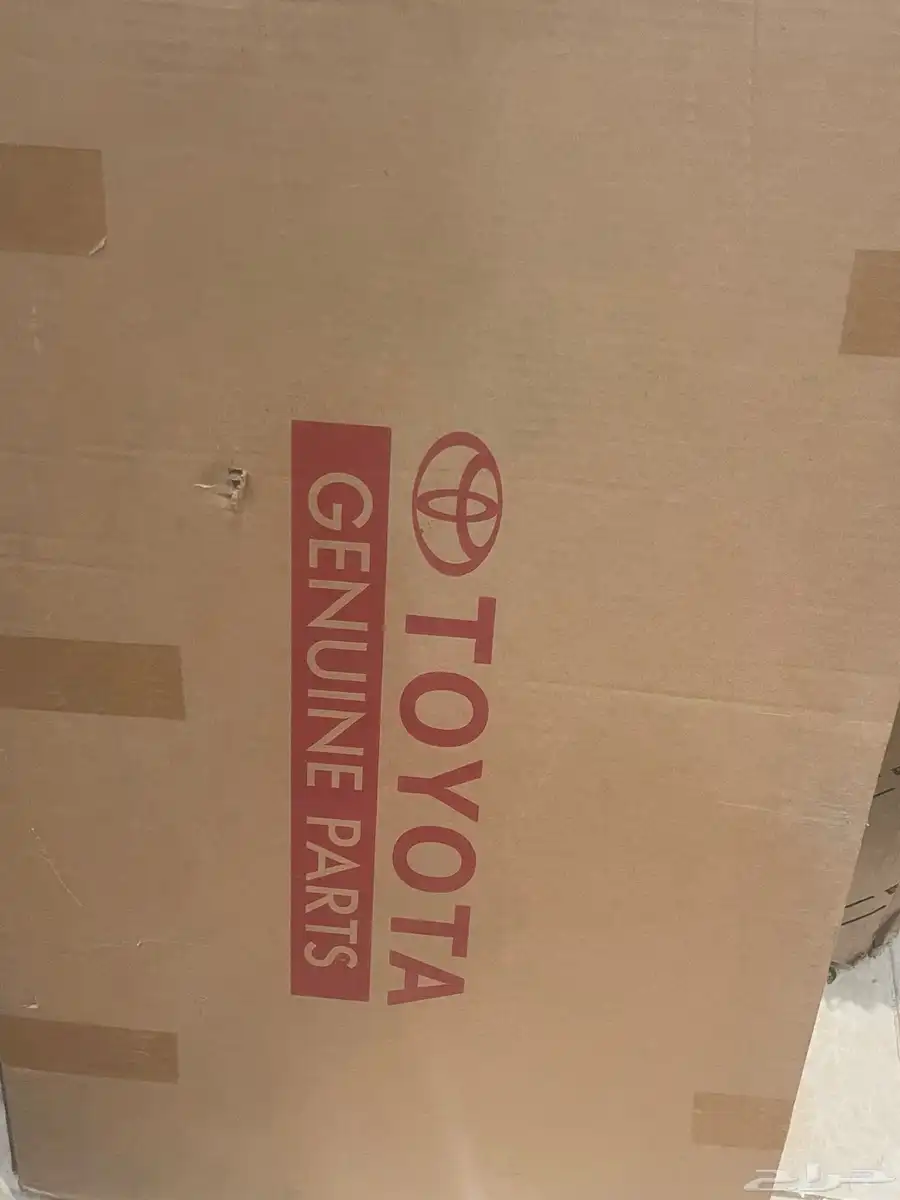 TOYOTA
GENUINE PARTS
حراج